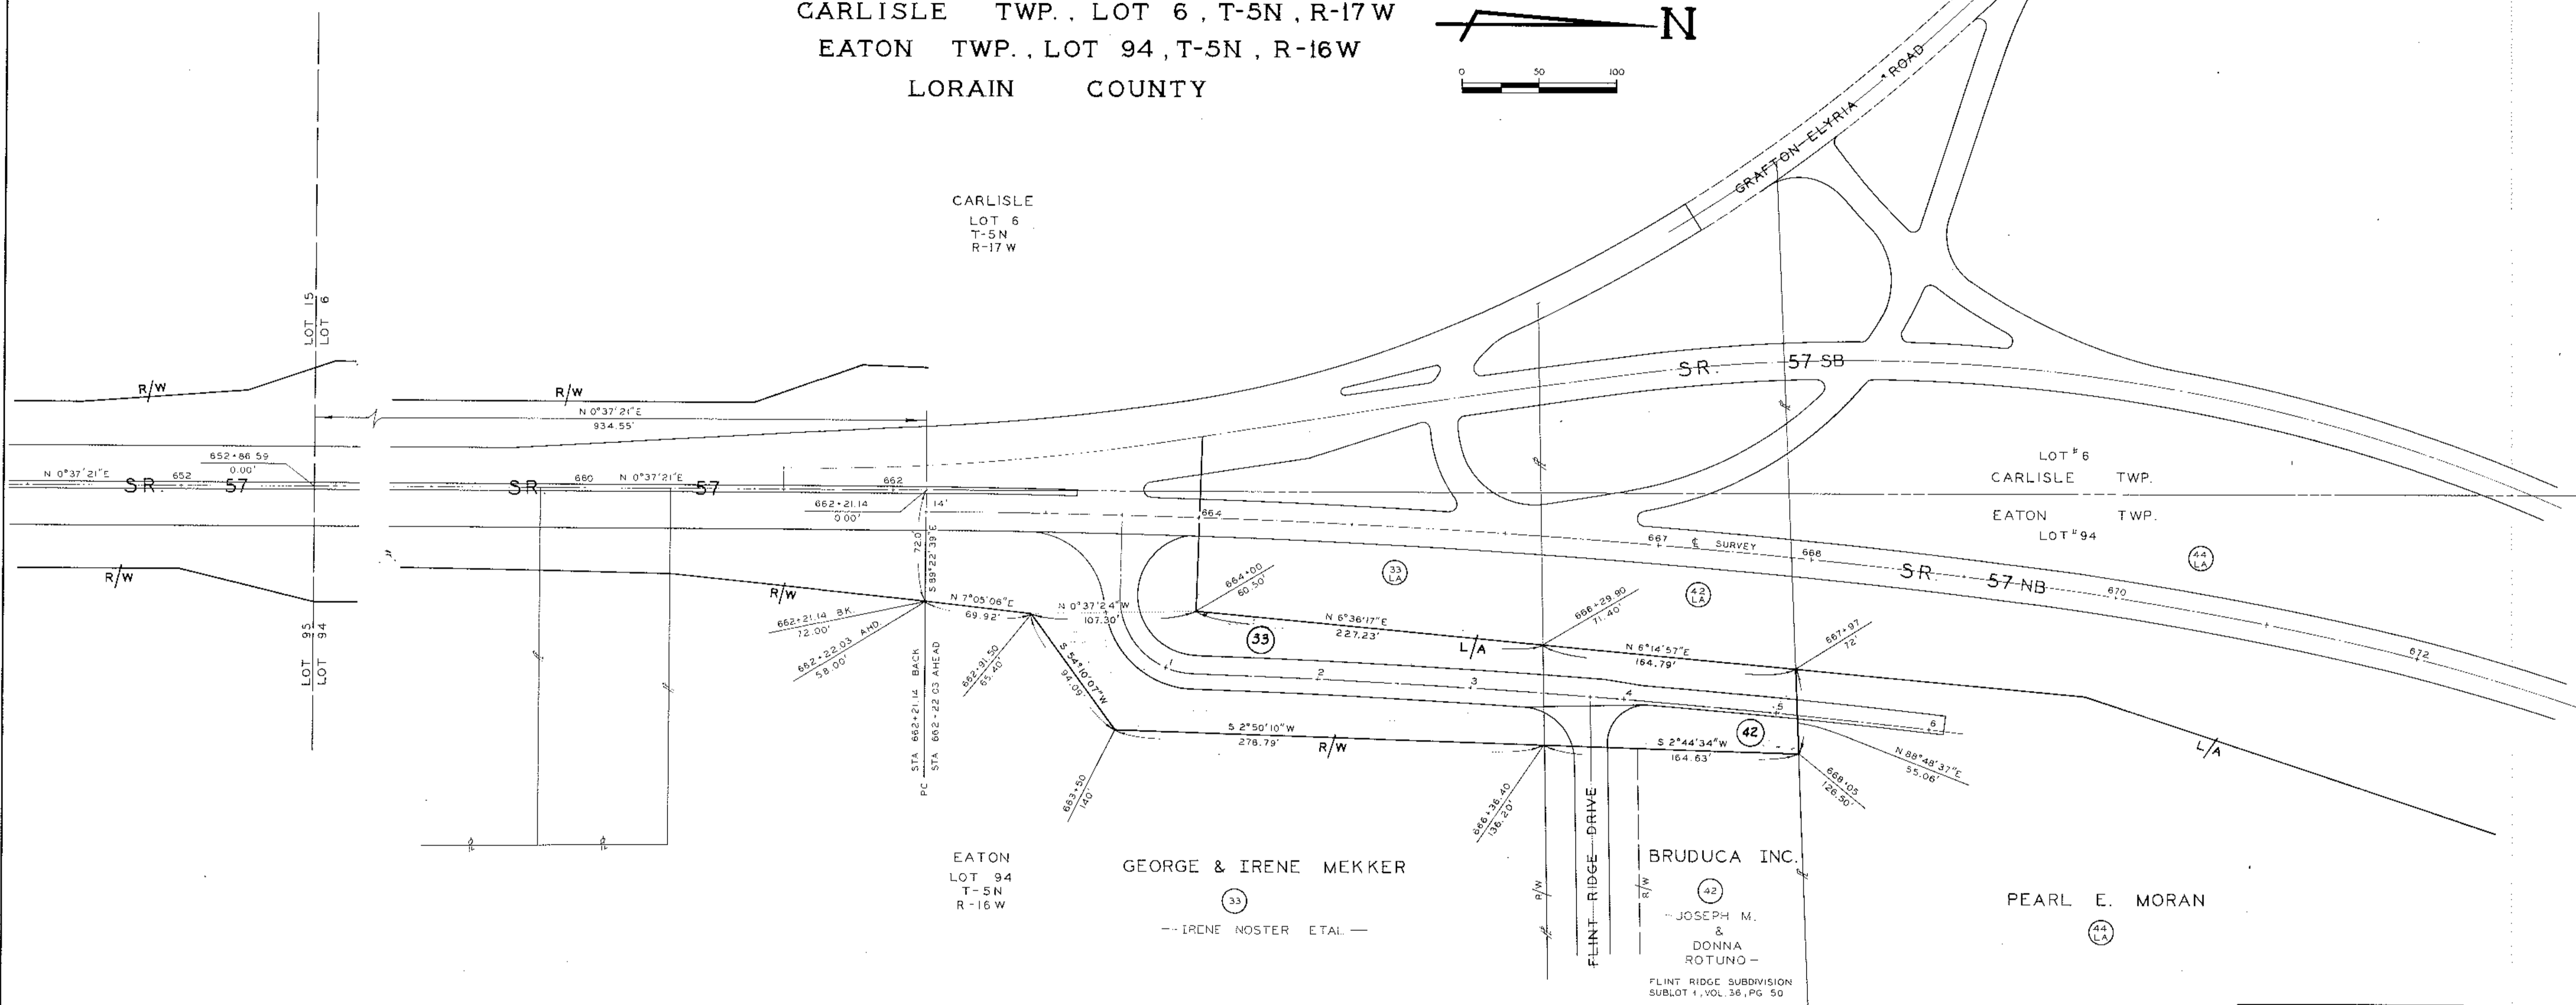 CARLISLE TWP., LOT 6, T-5N, R-17W
EATON TWP., LOT 94, T-5N, R-16W
LORAIN COUNTY
N
0 50 100
GRAFTON-ELYRIA ROAD
CARLISLE
LOT 6
T-5N
R-17W
LOT 15
LOT 6
R/W
R/W
N 0°37'21"E
934.55'
SR. 57 SB
652+86.59
0.00'
N 0°37'21"E
652
SR. 57
660
N 0°37'21"E
SR. 57
662
662+21.14
0.00'
14'
664
LOT #6
CARLISLE TWP.
EATON TWP.
LOT #94
44
LA
667
℄ SURVEY
668
SR. 57 NB
670
672
72.0'
S 89°22'39"E
R/W
R/W
LOT 95
LOT 94
662+21.14 BK.
72.00'
662+22.03 AHD.
58.00'
N 7°05'06"E
69.92'
N 0°37'24"W
107.30'
664+00
60.50'
33
LA
42
LA
33
N 6°36'17"E
227.23'
L/A
666+29.90
71.40'
N 6°14'57"E
164.79'
667+97
72'
662+91.50
65.40'
S 54°10'07"W
94.09'
1
2
3
4
5
6
42
S 2°50'10"W
278.79'
R/W
S 2°44'34"W
164.63'
N 88°48'37"E
55.06'
L/A
PC STA 662+21.14 BACK
STA 662+22.03 AHEAD
663+50
140'
666+36.40
136.20'
668+05
126.50'
EATON
LOT 94
T-5N
R-16W
GEORGE & IRENE MEKKER
33
-- IRENE NOSTER ETAL --
R/W
FLINT RIDGE DRIVE
R/W
BRUDUCA INC.
42
-JOSEPH M.
&
DONNA
ROTUNO-
FLINT RIDGE SUBDIVISION
SUBLOT 1, VOL. 36, PG 50
PEARL E. MORAN
44
LA